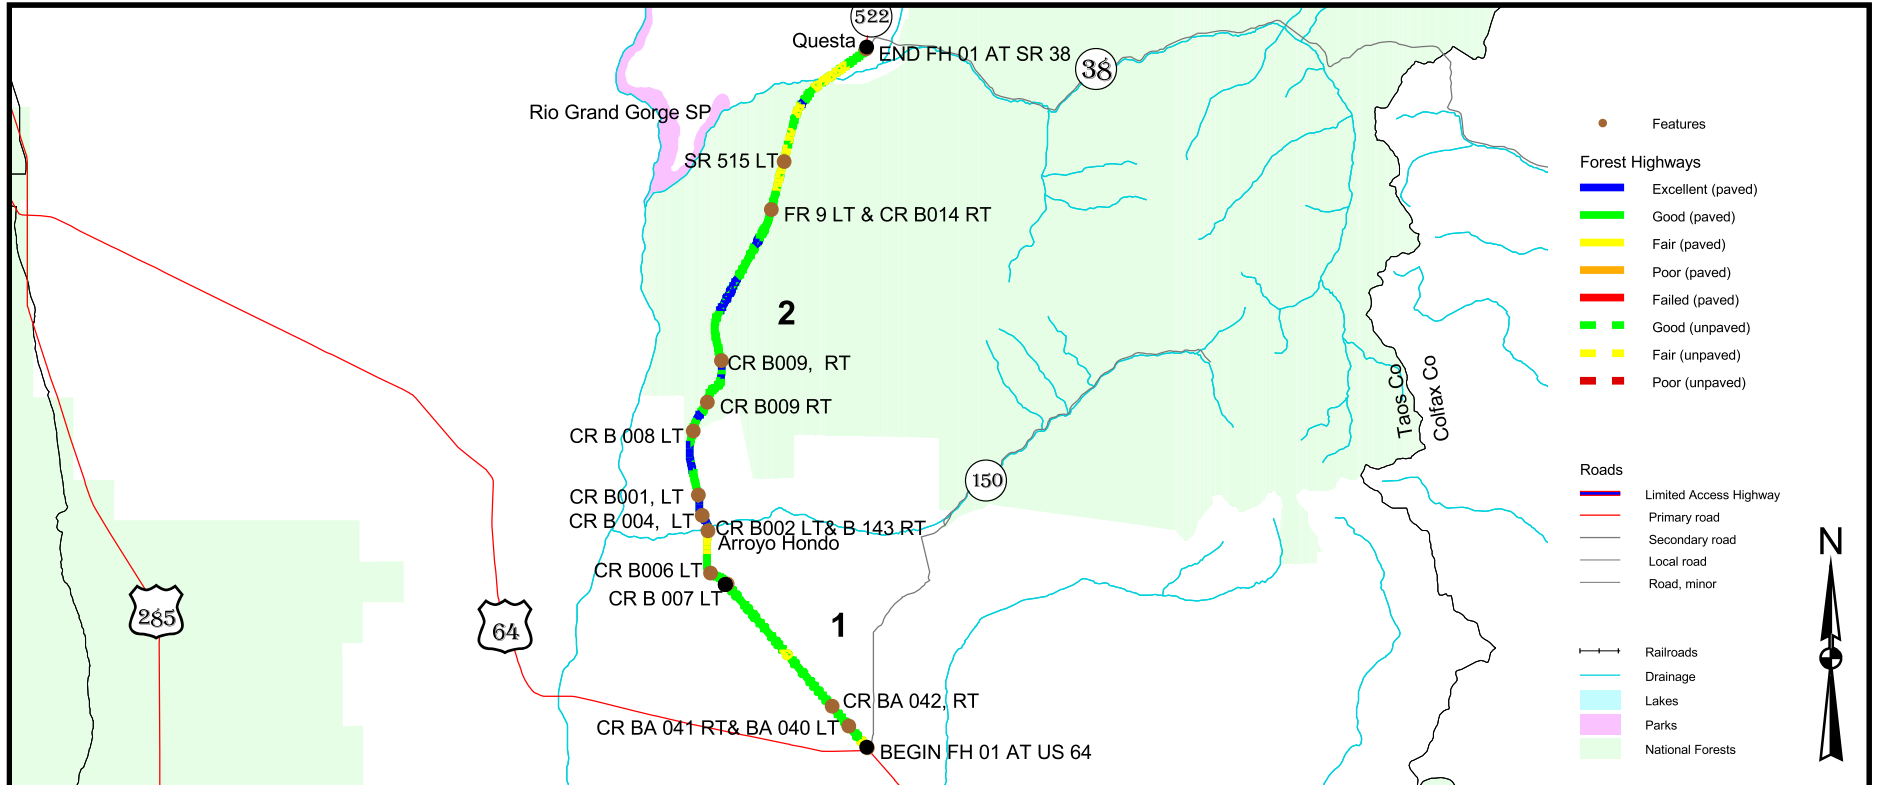 522
Questa
END FH 01 AT SR 38
38
Rio Grand Gorge SP
SR 515 LT
FR 9 LT & CR B014 RT
2
CR B009,  RT
CR B009 RT
CR B 008 LT
150
CR B001, LT
CR B 004,  LT
CR B002 LT& B 143 RT
Arroyo Hondo
CR B006 LT
CR B 007 LT
285
64
1
CR BA 042, RT
CR BA 041 RT& BA 040 LT
BEGIN FH 01 AT US 64
Taos Co
Colfax Co
Features
Forest Highways
Excellent (paved)
Good (paved)
Fair (paved)
Poor (paved)
Failed (paved)
Good (unpaved)
Fair (unpaved)
Poor (unpaved)
Roads
Limited Access Highway
Primary road
Secondary road
Local road
Road, minor
Railroads
Drainage
Lakes
Parks
National Forests
N